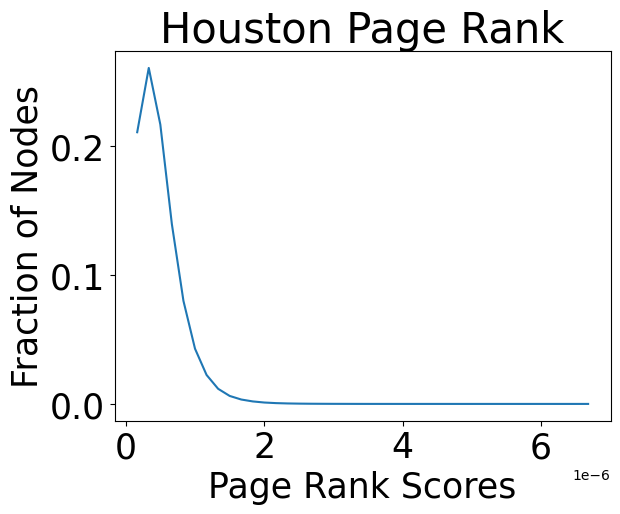 Houston Page Rank
Fraction of Nodes
0.2
0.1
0.0
0 2 4 6
1e−6
Page Rank Scores